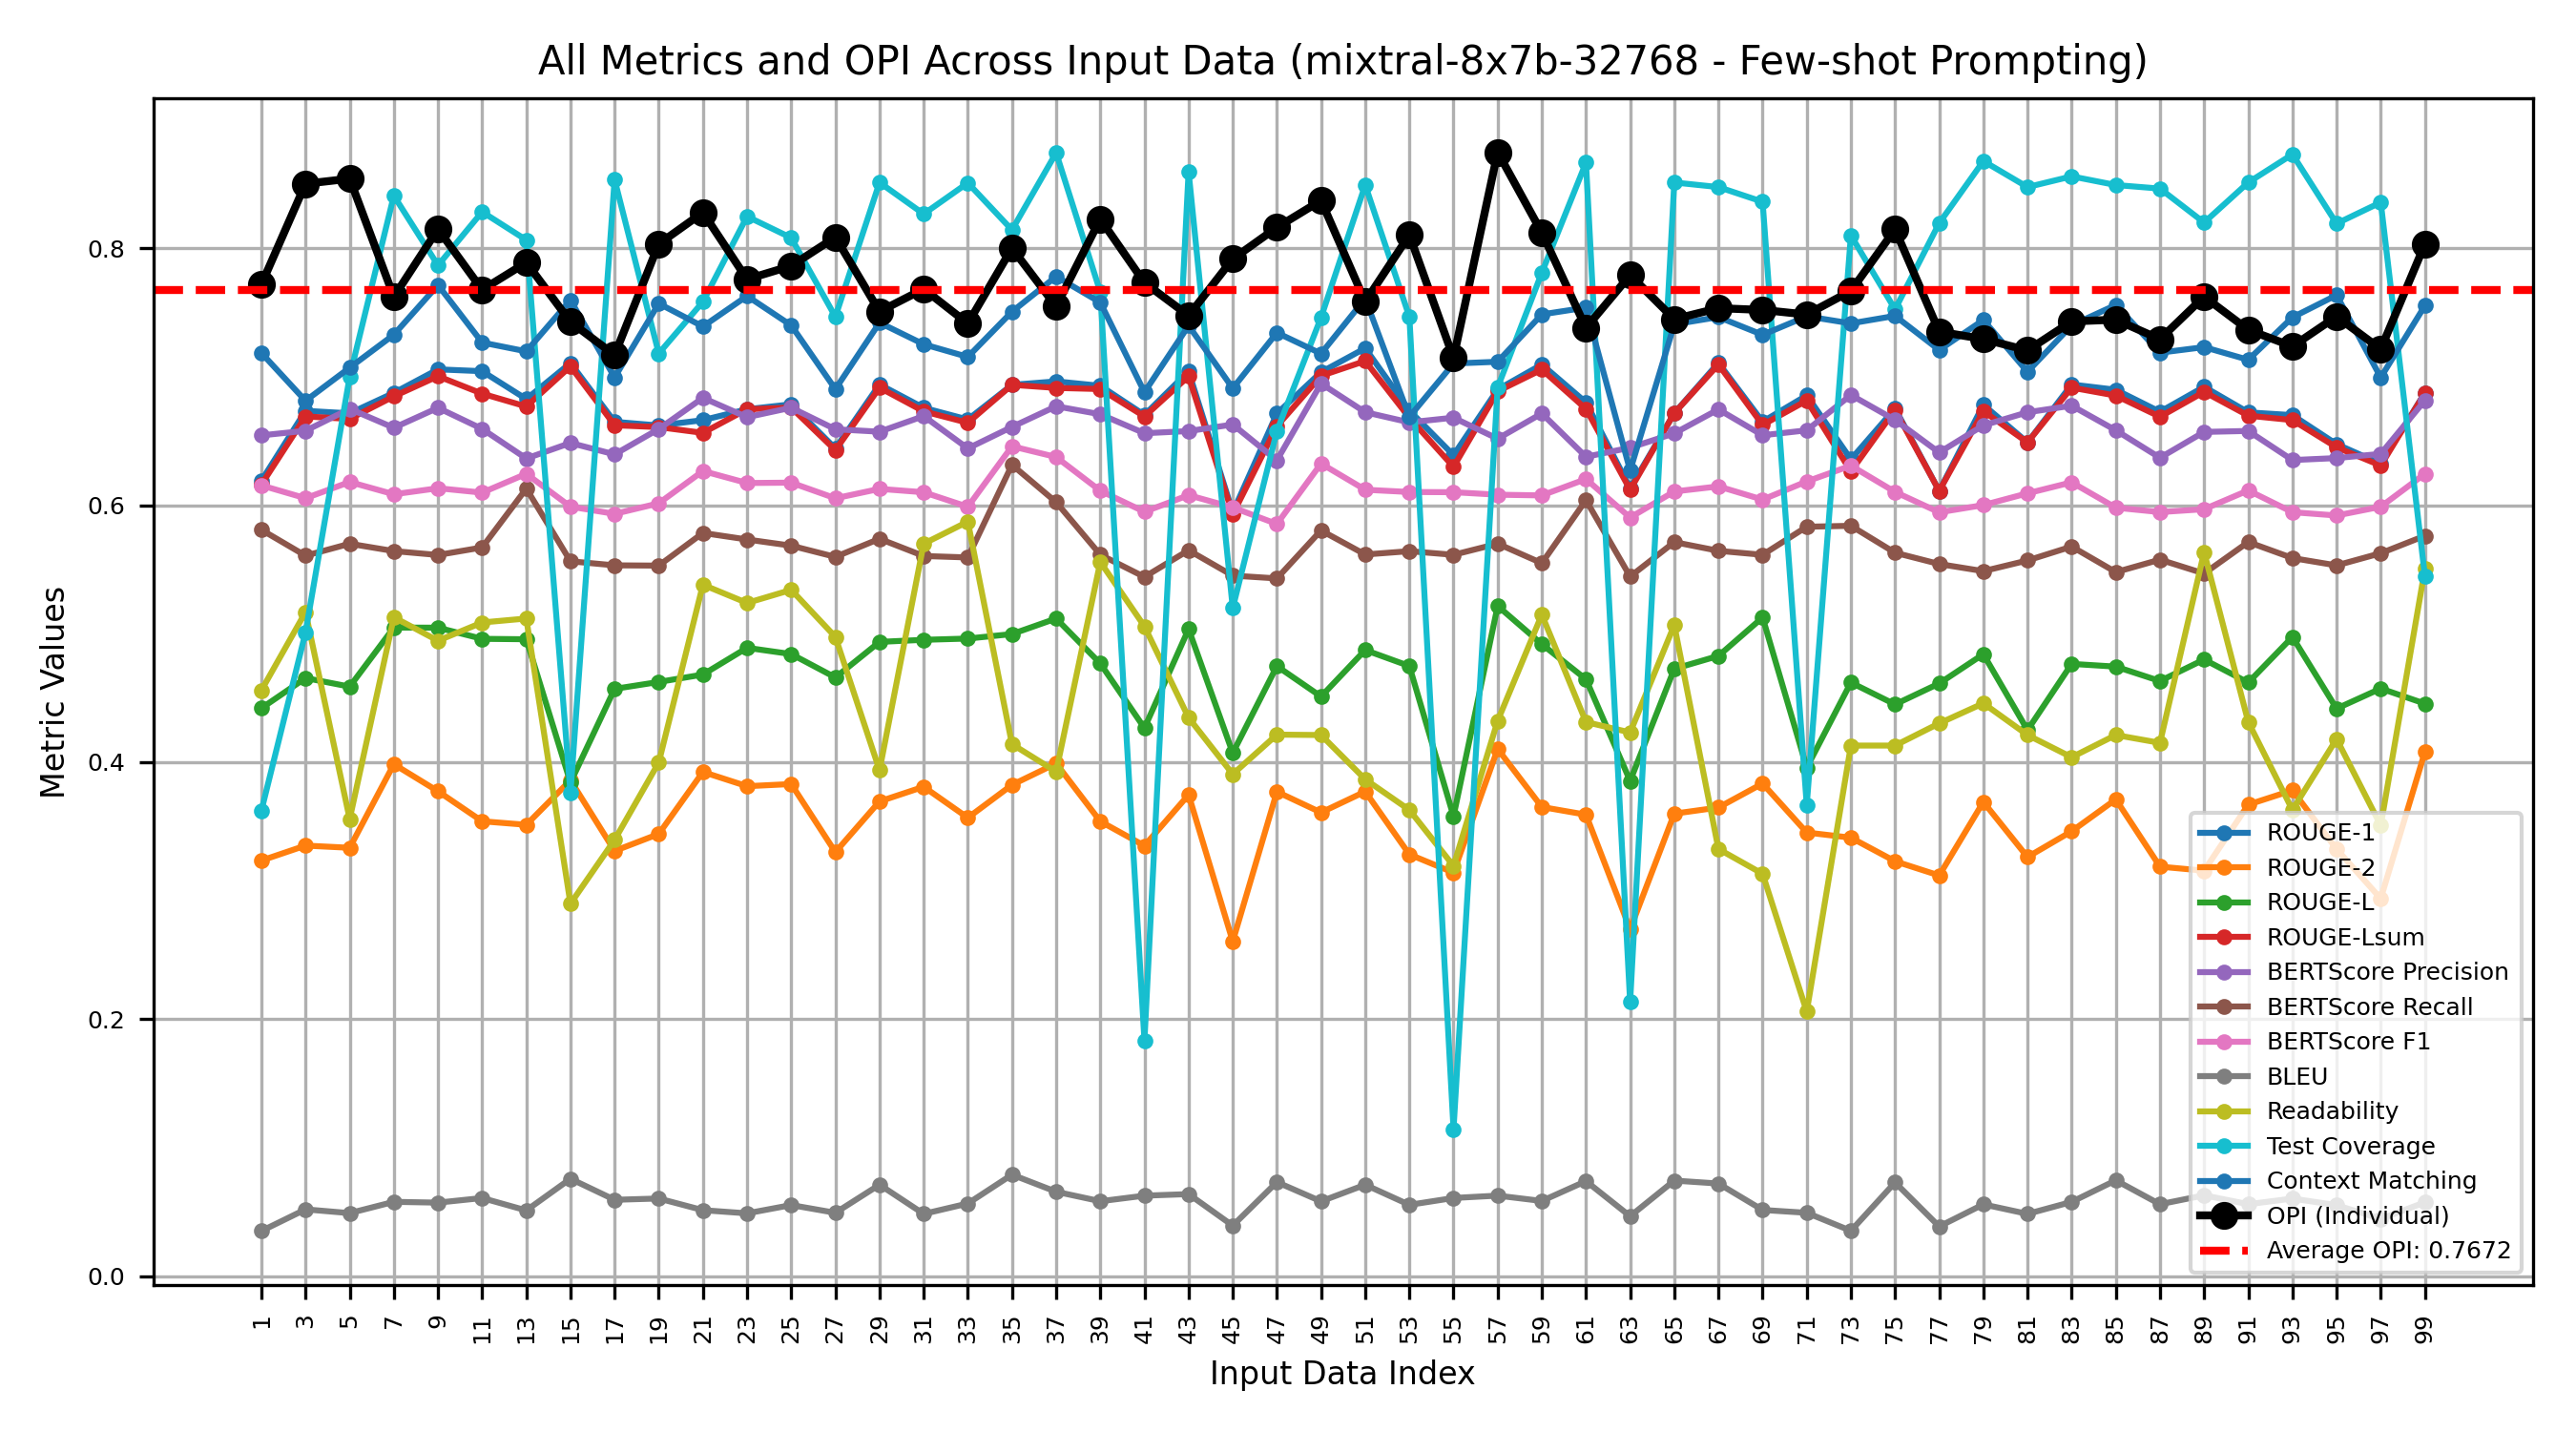 All Metrics and OPI Across Input Data (mixtral-8x7b-32768 - Few-shot Prompting)
Metric Values
0.8
0.6
0.4
0.2
0.0
ROUGE-1
ROUGE-2
ROUGE-L
ROUGE-Lsum
BERTScore Precision
BERTScore Recall
BERTScore F1
BLEU
Readability
Test Coverage
Context Matching
OPI (Individual)
Average OPI: 0.7672
1 3 5 7 9 11 13 15 17 19 21 23 25 27 29 31 33 35 37 39 41 43 45 47 49 51 53 55 57 59 61 63 65 67 69 71 73 75 77 79 81 83 85 87 89 91 93 95 97 99
Input Data Index